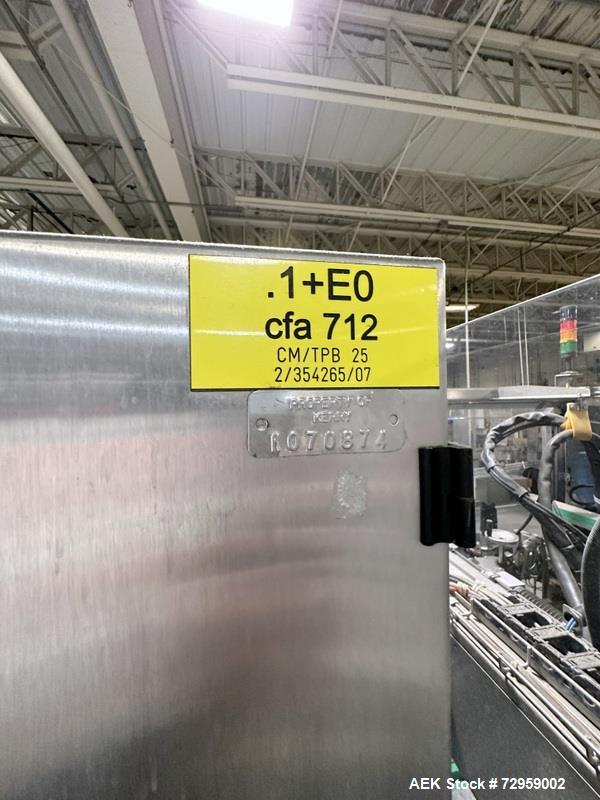 .1+E0
cfa 712
CM/TPB 25
2/354265/07
PROPERTY OF
KERRY
R070874
AEK Stock # 72959002